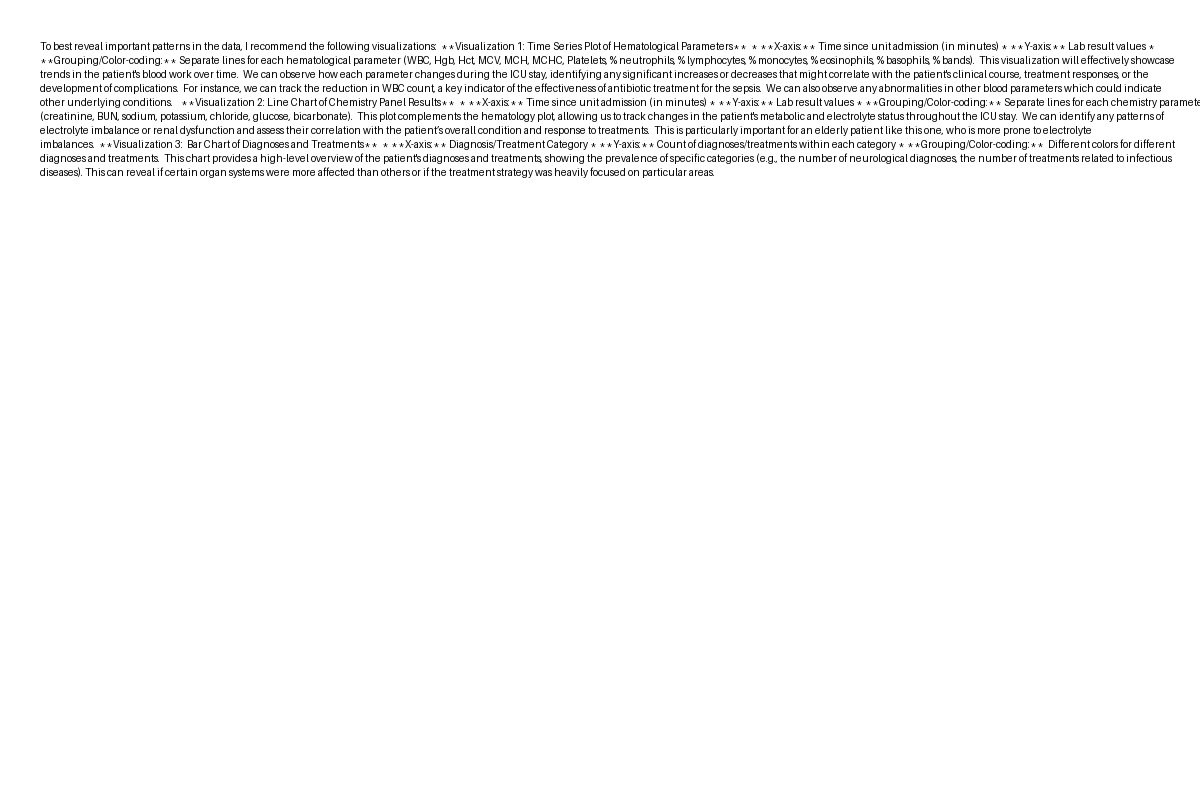 To best reveal important patterns in the data, I recommend the following visualizations:  **Visualization 1: Time Series Plot of Hematological Parameters**  * **X-axis:** Time since unit admission (in minutes) * **Y-axis:** Lab result values *
**Grouping/Color-coding:** Separate lines for each hematological parameter (WBC, Hgb, Hct, MCV, MCH, MCHC, Platelets, % neutrophils, % lymphocytes, % monocytes, % eosinophils, % basophils, % bands).  This visualization will effectively showcase
trends in the patient's blood work over time.  We can observe how each parameter changes during the ICU stay, identifying any significant increases or decreases that might correlate with the patient's clinical course, treatment responses, or the
development of complications.  For instance, we can track the reduction in WBC count, a key indicator of the effectiveness of antibiotic treatment for the sepsis.  We can also observe any abnormalities in other blood parameters which could indicate
other underlying conditions.   **Visualization 2: Line Chart of Chemistry Panel Results**  * **X-axis:** Time since unit admission (in minutes) * **Y-axis:** Lab result values * **Grouping/Color-coding:** Separate lines for each chemistry paramete
(creatinine, BUN, sodium, potassium, chloride, glucose, bicarbonate).  This plot complements the hematology plot, allowing us to track changes in the patient's metabolic and electrolyte status throughout the ICU stay.  We can identify any patterns of
electrolyte imbalance or renal dysfunction and assess their correlation with the patient's overall condition and response to treatments.  This is particularly important for an elderly patient like this one, who is more prone to electrolyte
imbalances.  **Visualization 3:  Bar Chart of Diagnoses and Treatments**  * **X-axis:** Diagnosis/Treatment Category * **Y-axis:** Count of diagnoses/treatments within each category * **Grouping/Color-coding:**  Different colors for different
diagnoses and treatments.  This chart provides a high-level overview of the patient's diagnoses and treatments, showing the prevalence of specific categories (e.g., the number of neurological diagnoses, the number of treatments related to infectious
diseases). This can reveal if certain organ systems were more affected than others or if the treatment strategy was heavily focused on particular areas.